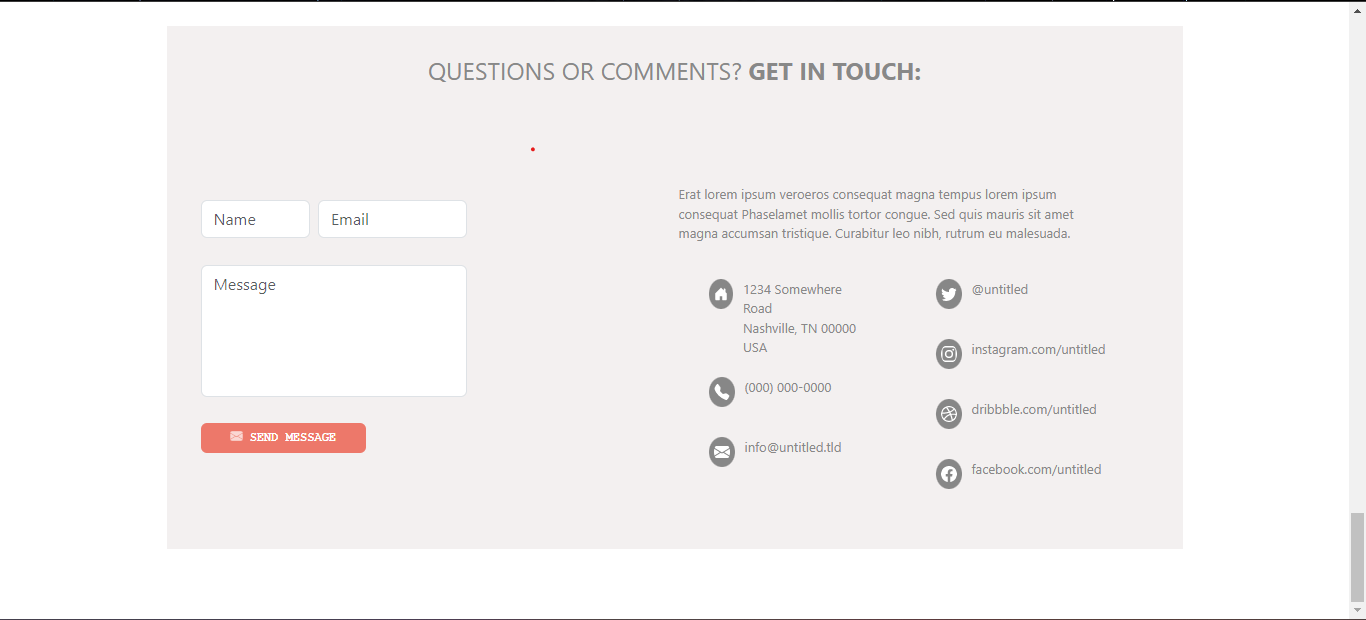 QUESTIONS OR COMMENTS? GET IN TOUCH:
Name
Email
Message
SEND MESSAGE
Erat lorem ipsum veroeros consequat magna tempus lorem ipsum
consequat Phaselamet mollis tortor congue. Sed quis mauris sit amet
magna accumsan tristique. Curabitur leo nibh, rutrum eu malesuada.
1234 Somewhere
Road
Nashville, TN 00000
USA
(000) 000-0000
info@untitled.tld
@untitled
instagram.com/untitled
dribbble.com/untitled
facebook.com/untitled